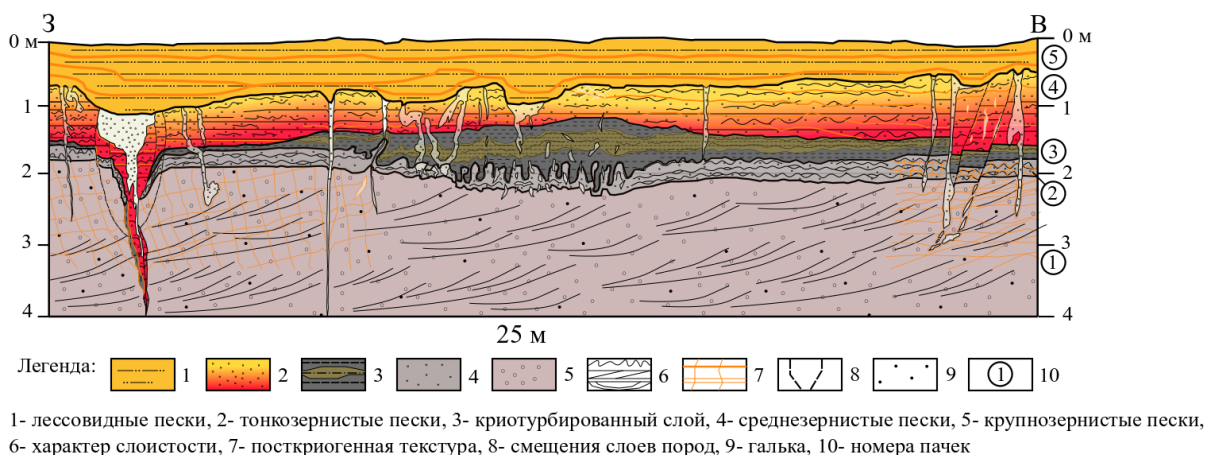 З В
0 м 0 м
5
4
1 1
3
2 2
2
3 3
1
4 4
25 м
Легенда: 1 2 3 4 5 6 7 8 9 1 10
1- лессовидные пески, 2- тонкозернистые пески, 3- криотурбированный слой, 4- среднезернистые пески, 5- крупнозернистые пески,
6- характер слоистости, 7- посткриогенная текстура, 8- смещения слоев пород, 9- галька, 10- номера пачек